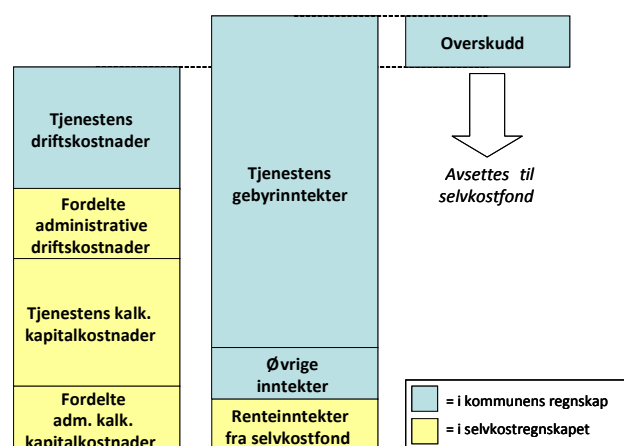 Tjenestens
driftskostnader
Fordelte
administrative
driftskostnader
Tjenestens kalk.
kapitalkostnader
Fordelte
adm. kalk.
kapitalkostnader
Tjenestens
gebyrinntekter
Øvrige
inntekter
Renteinntekter
fra selvkostfond
Overskudd
Avsettes til
selvkostfond
= i kommunens regnskap
= i selvkostregnskapet